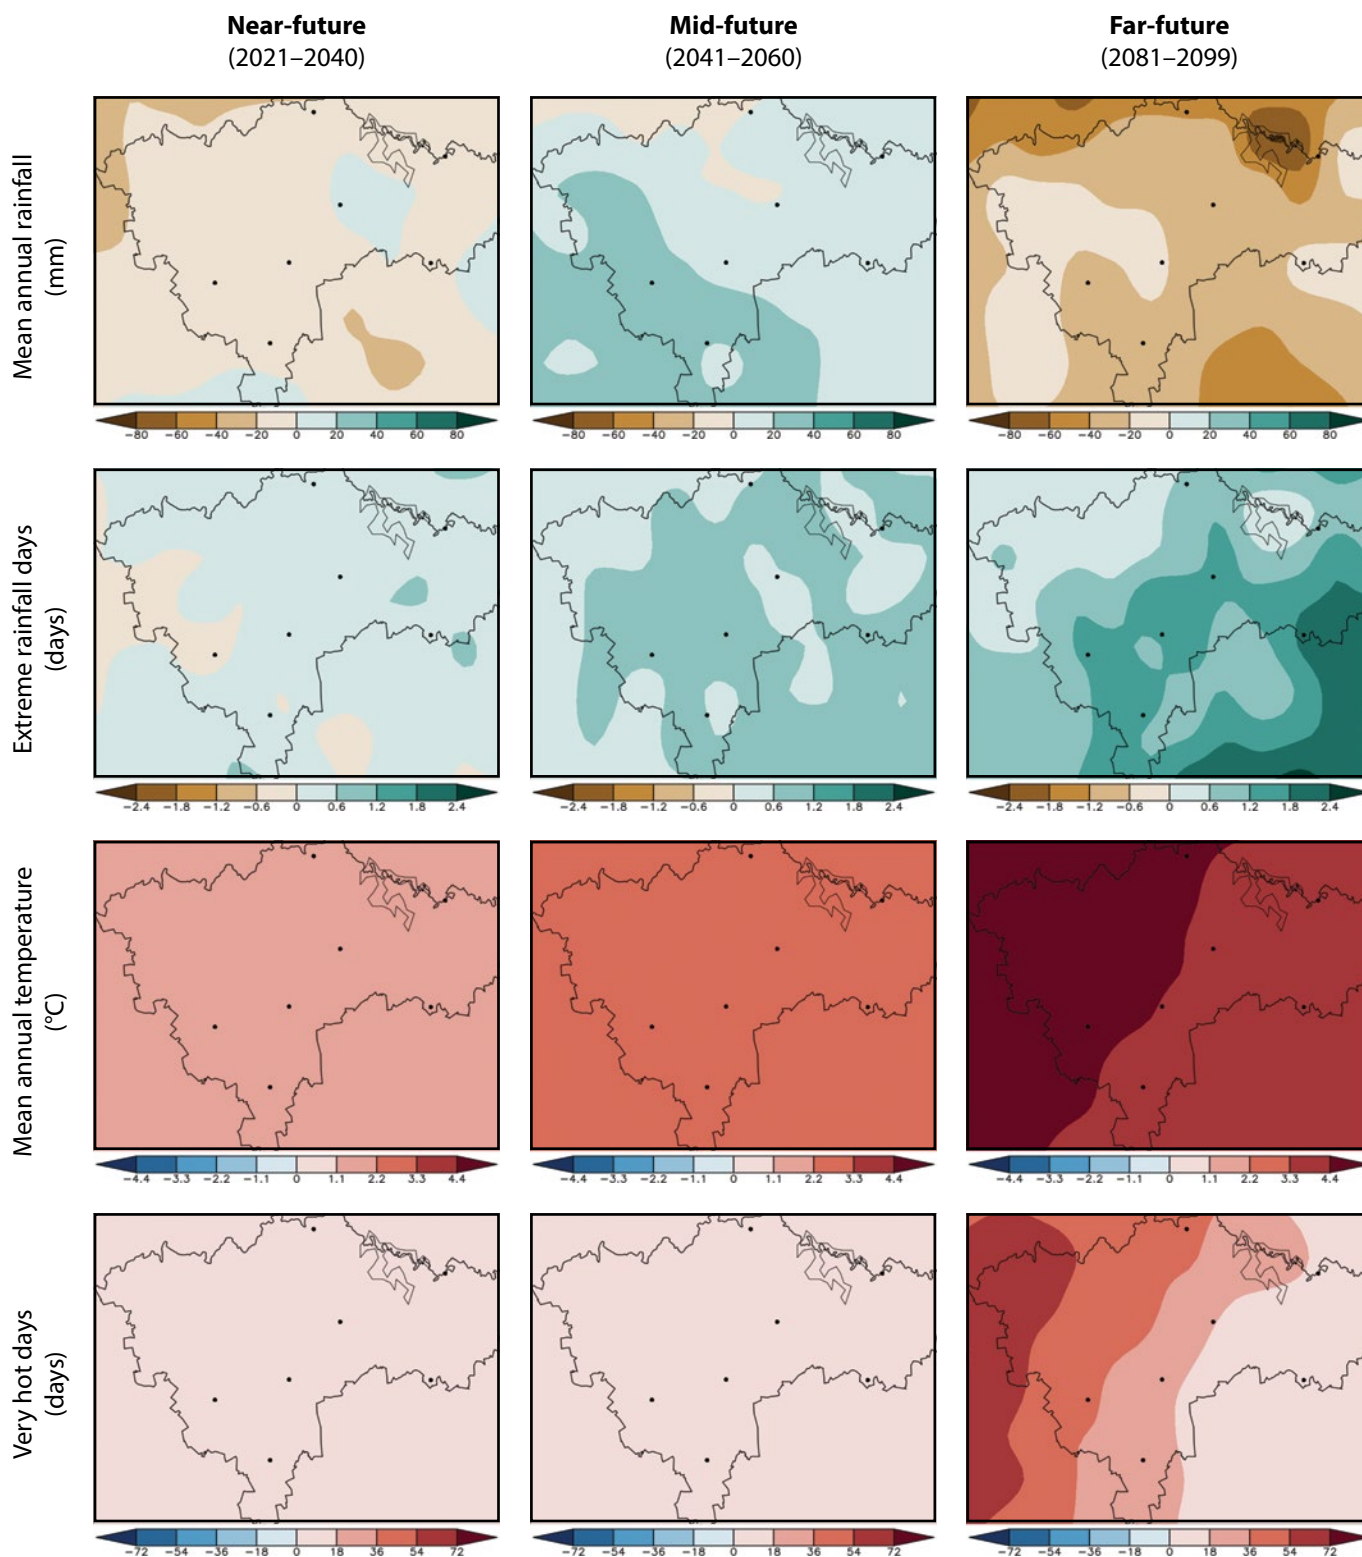 Near-future
(2021–2040)
Mid-future
(2041–2060)
Far-future
(2081–2099)
Mean annual rainfall
(mm)
−80 −60 −40 −20 0 20 40 60 80
−80 −60 −40 −20 0 20 40 60 80
−80 −60 −40 −20 0 20 40 60 80
Extreme rainfall days
(days)
−2.4 −1.8 −1.2 −0.6 0 0.6 1.2 1.8 2.4
−2.4 −1.8 −1.2 −0.6 0 0.6 1.2 1.8 2.4
−2.4 −1.8 −1.2 −0.6 0 0.6 1.2 1.8 2.4
Mean annual temperature
(°C)
−4.4 −3.3 −2.2 −1.1 0 1.1 2.2 3.3 4.4
−4.4 −3.3 −2.2 −1.1 0 1.1 2.2 3.3 4.4
−4.4 −3.3 −2.2 −1.1 0 1.1 2.2 3.3 4.4
Very hot days
(days)
−72 −54 −36 −18 0 18 36 54 72
−72 −54 −36 −18 0 18 36 54 72
−72 −54 −36 −18 0 18 36 54 72